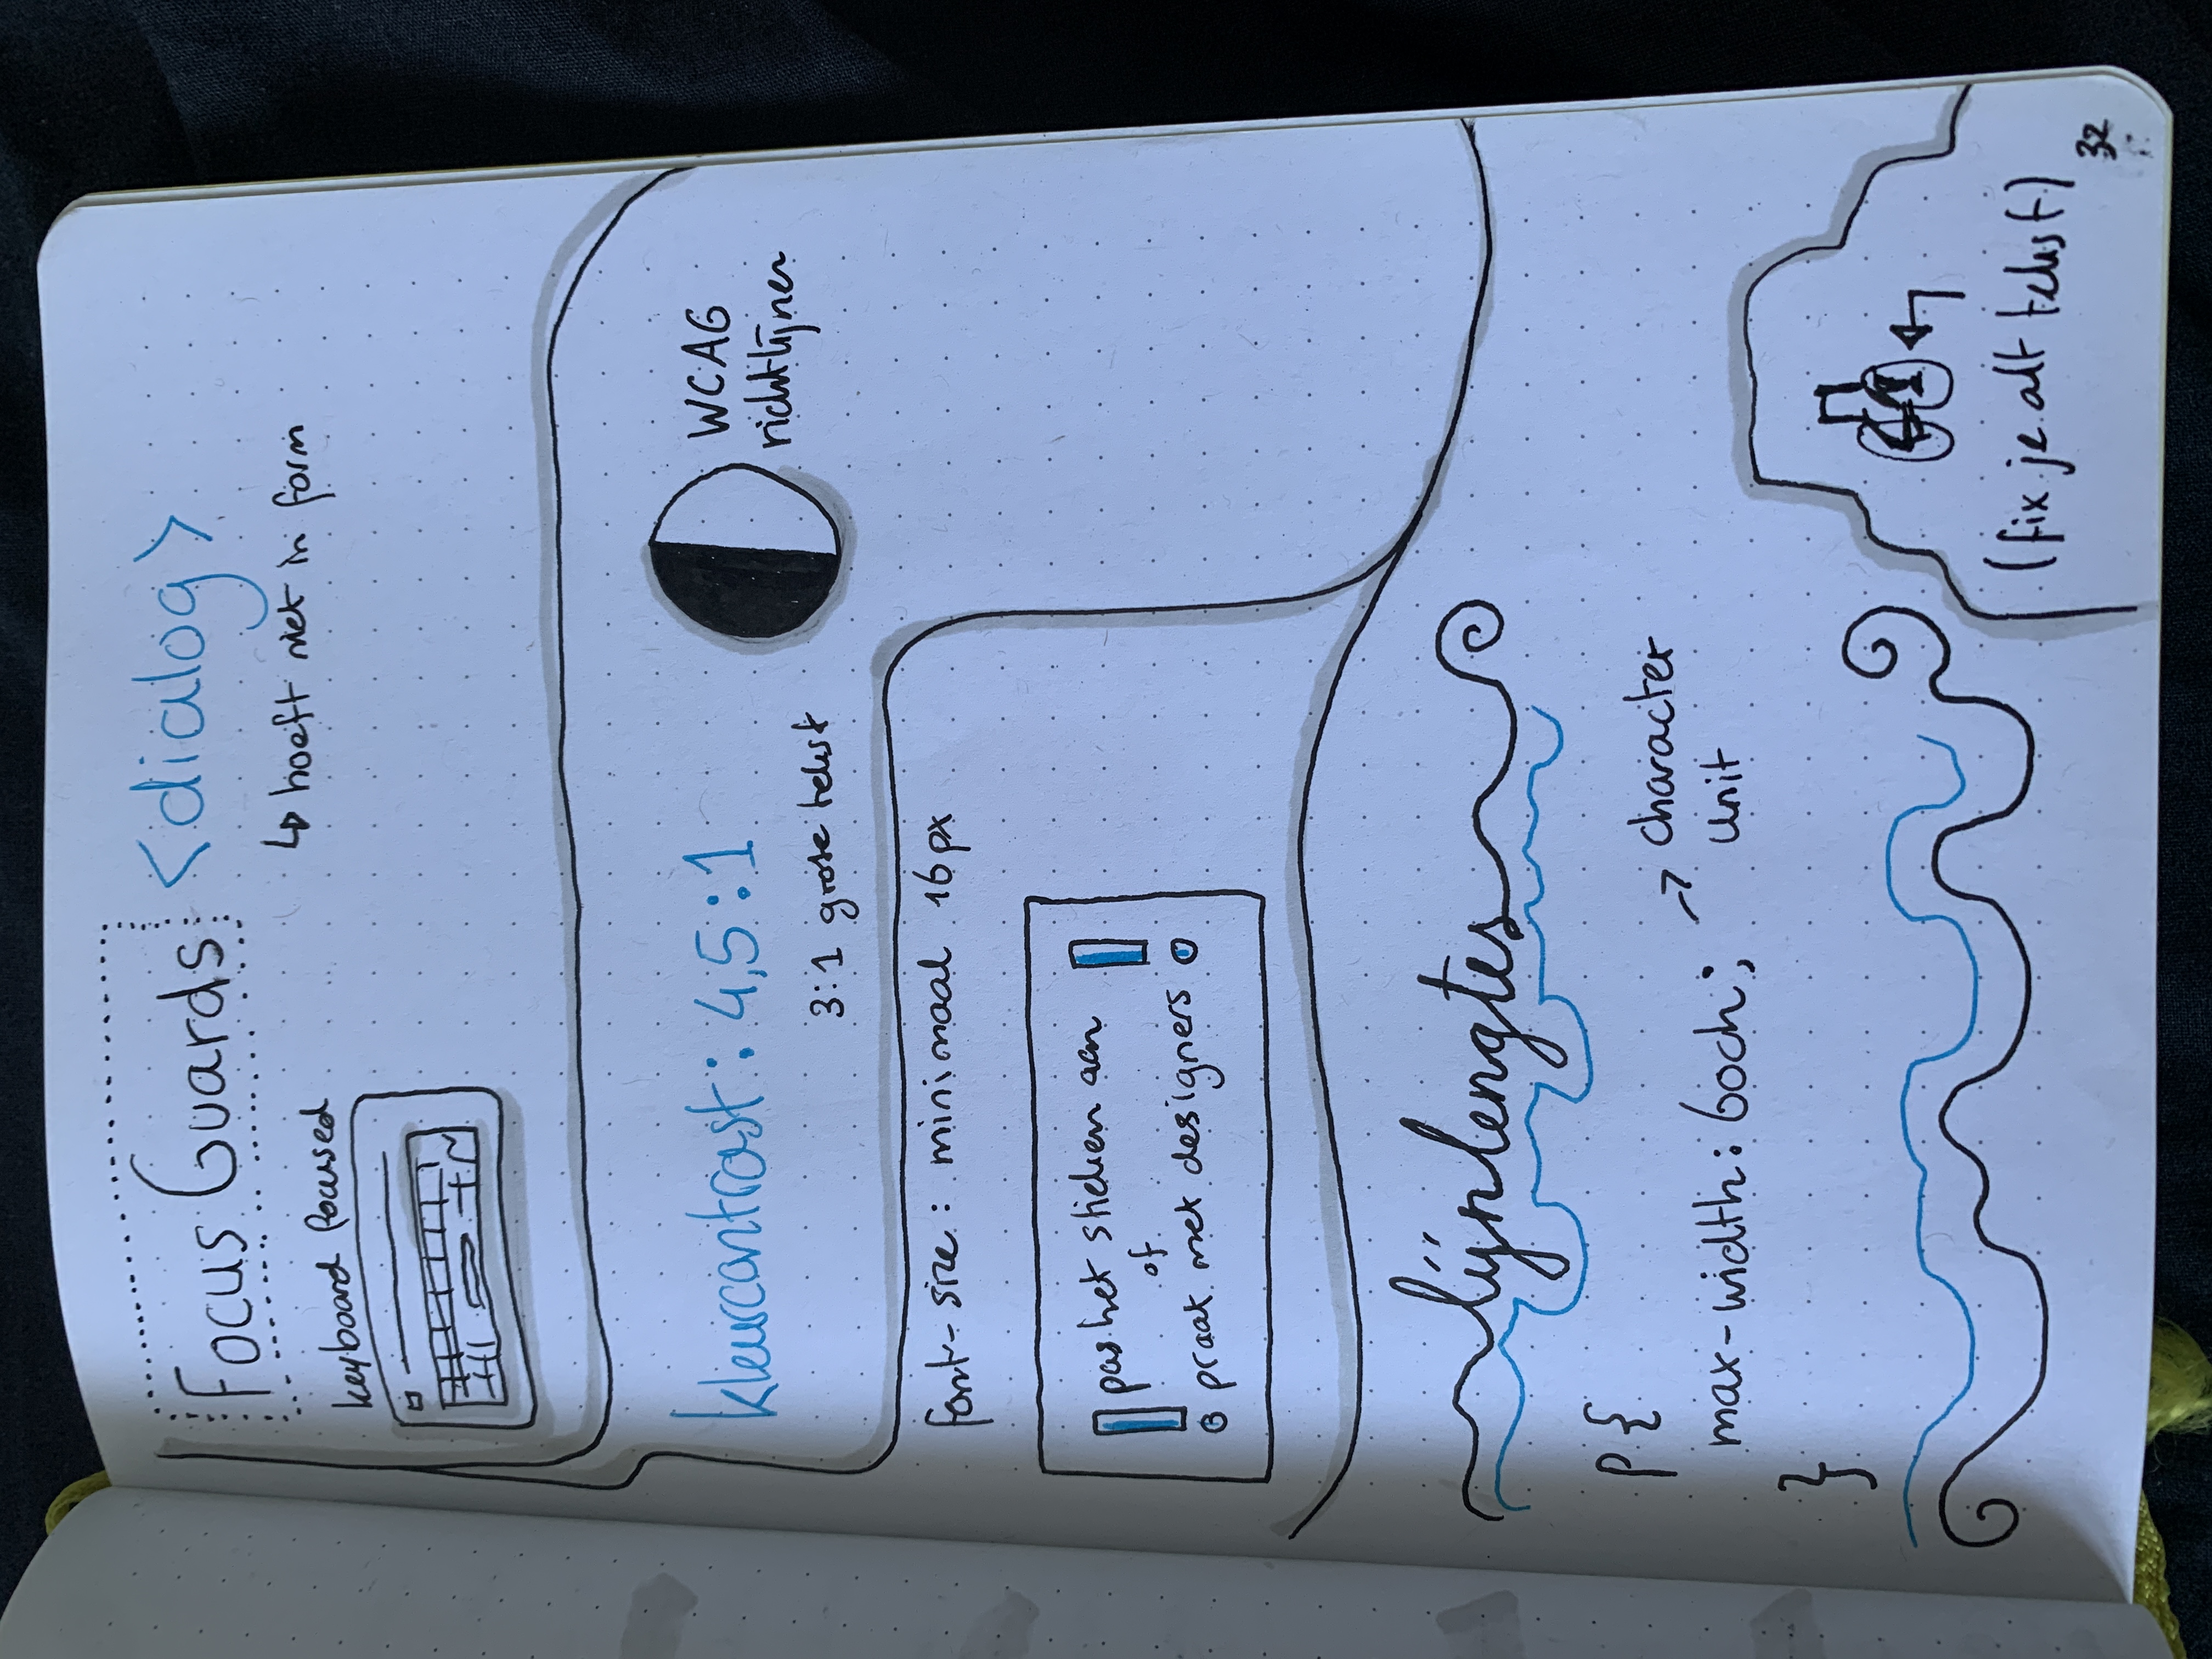 Focus Guards
<dialog>
↳ hoeft niet in form
keyboard focused
kleurcontrast: 4,5:1
3:1 grote tekst
WCAG
richtlijnen
font-size: minimaal 16px
pas het stieken aan
of
praat met designers
lijnlengtes
p {
max-width: 60ch;
→ character
unit
}
(fix je alt tekst)
32